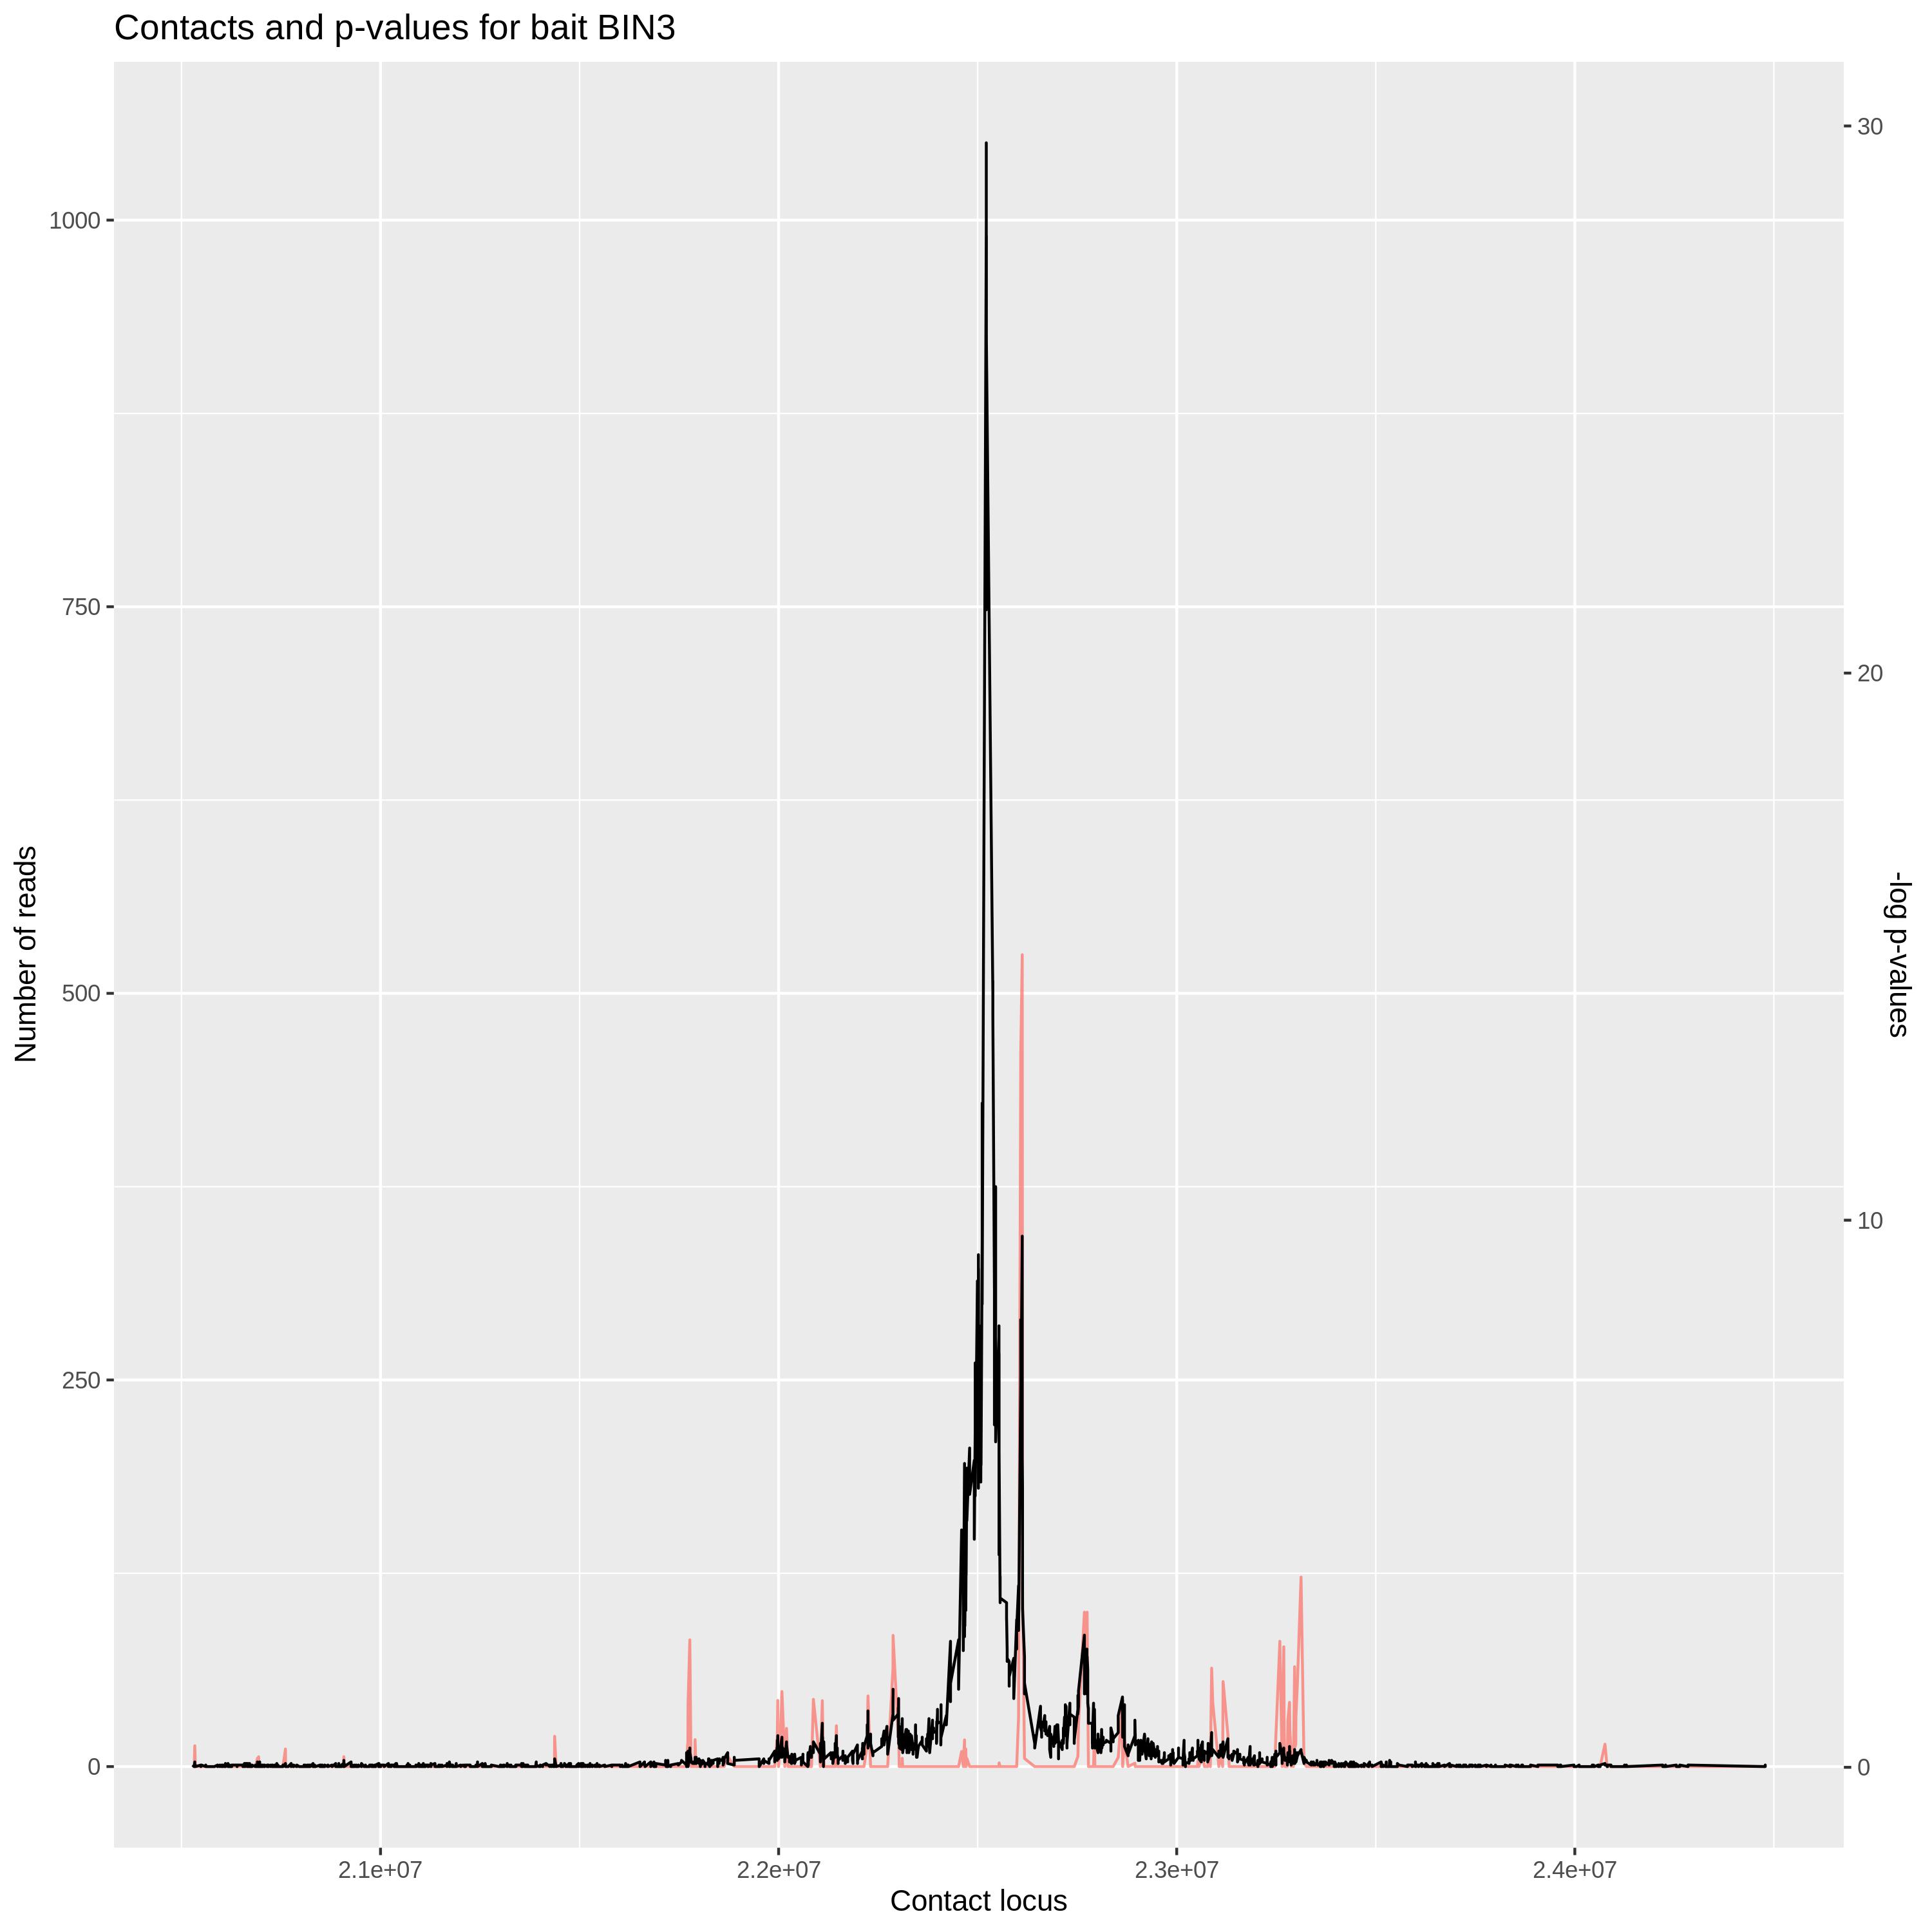 Contacts and p-values for bait BIN3
30
1000
20
750
Number of reads
-log p-values
500
10
250
0
0
2.1e+07
2.2e+07
2.3e+07
2.4e+07
Contact locus